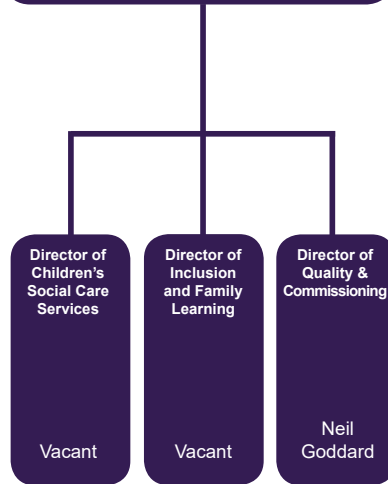 Director of
Children's
Social Care
Services
Vacant
Director of
Inclusion
and Family
Learning
Vacant
Director of
Quality &
Commissioning
Neil
Goddard